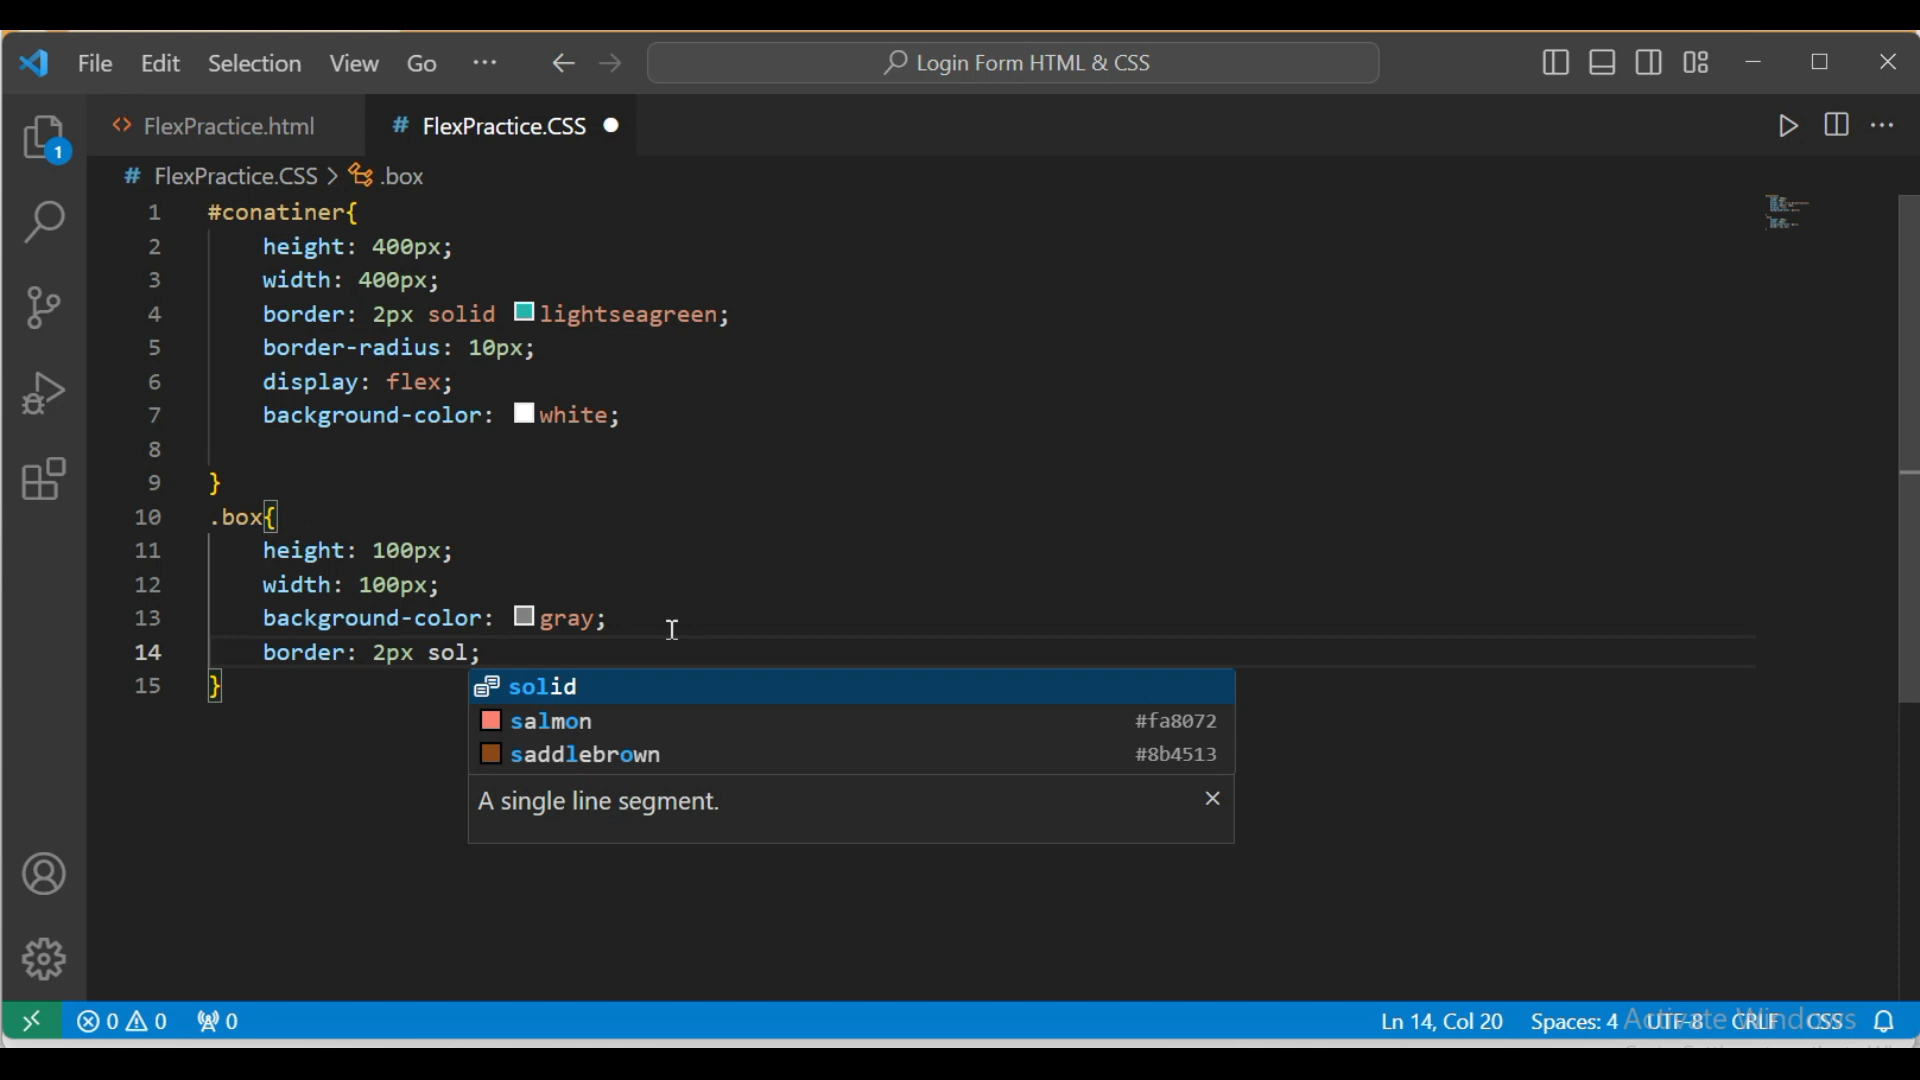 File Edit Selection View Go ··· Login Form HTML & CSS
FlexPractice.html # FlexPractice.CSS
# FlexPractice.CSS > .box
1 #conatiner{
2 height: 400px;
3 width: 400px;
4 border: 2px solid lightseagreen;
5 border-radius: 10px;
6 display: flex;
7 background-color: white;
8
9 }
10 .box{
11 height: 100px;
12 width: 100px;
13 background-color: gray;
14 border: 2px sol;
15 }
solid
salmon #fa8072
saddlebrown #8b4513
A single line segment.
1
0 0 0 Ln 14, Col 20 Spaces: 4 UTF-8 CRLF CSS
Activate Windows